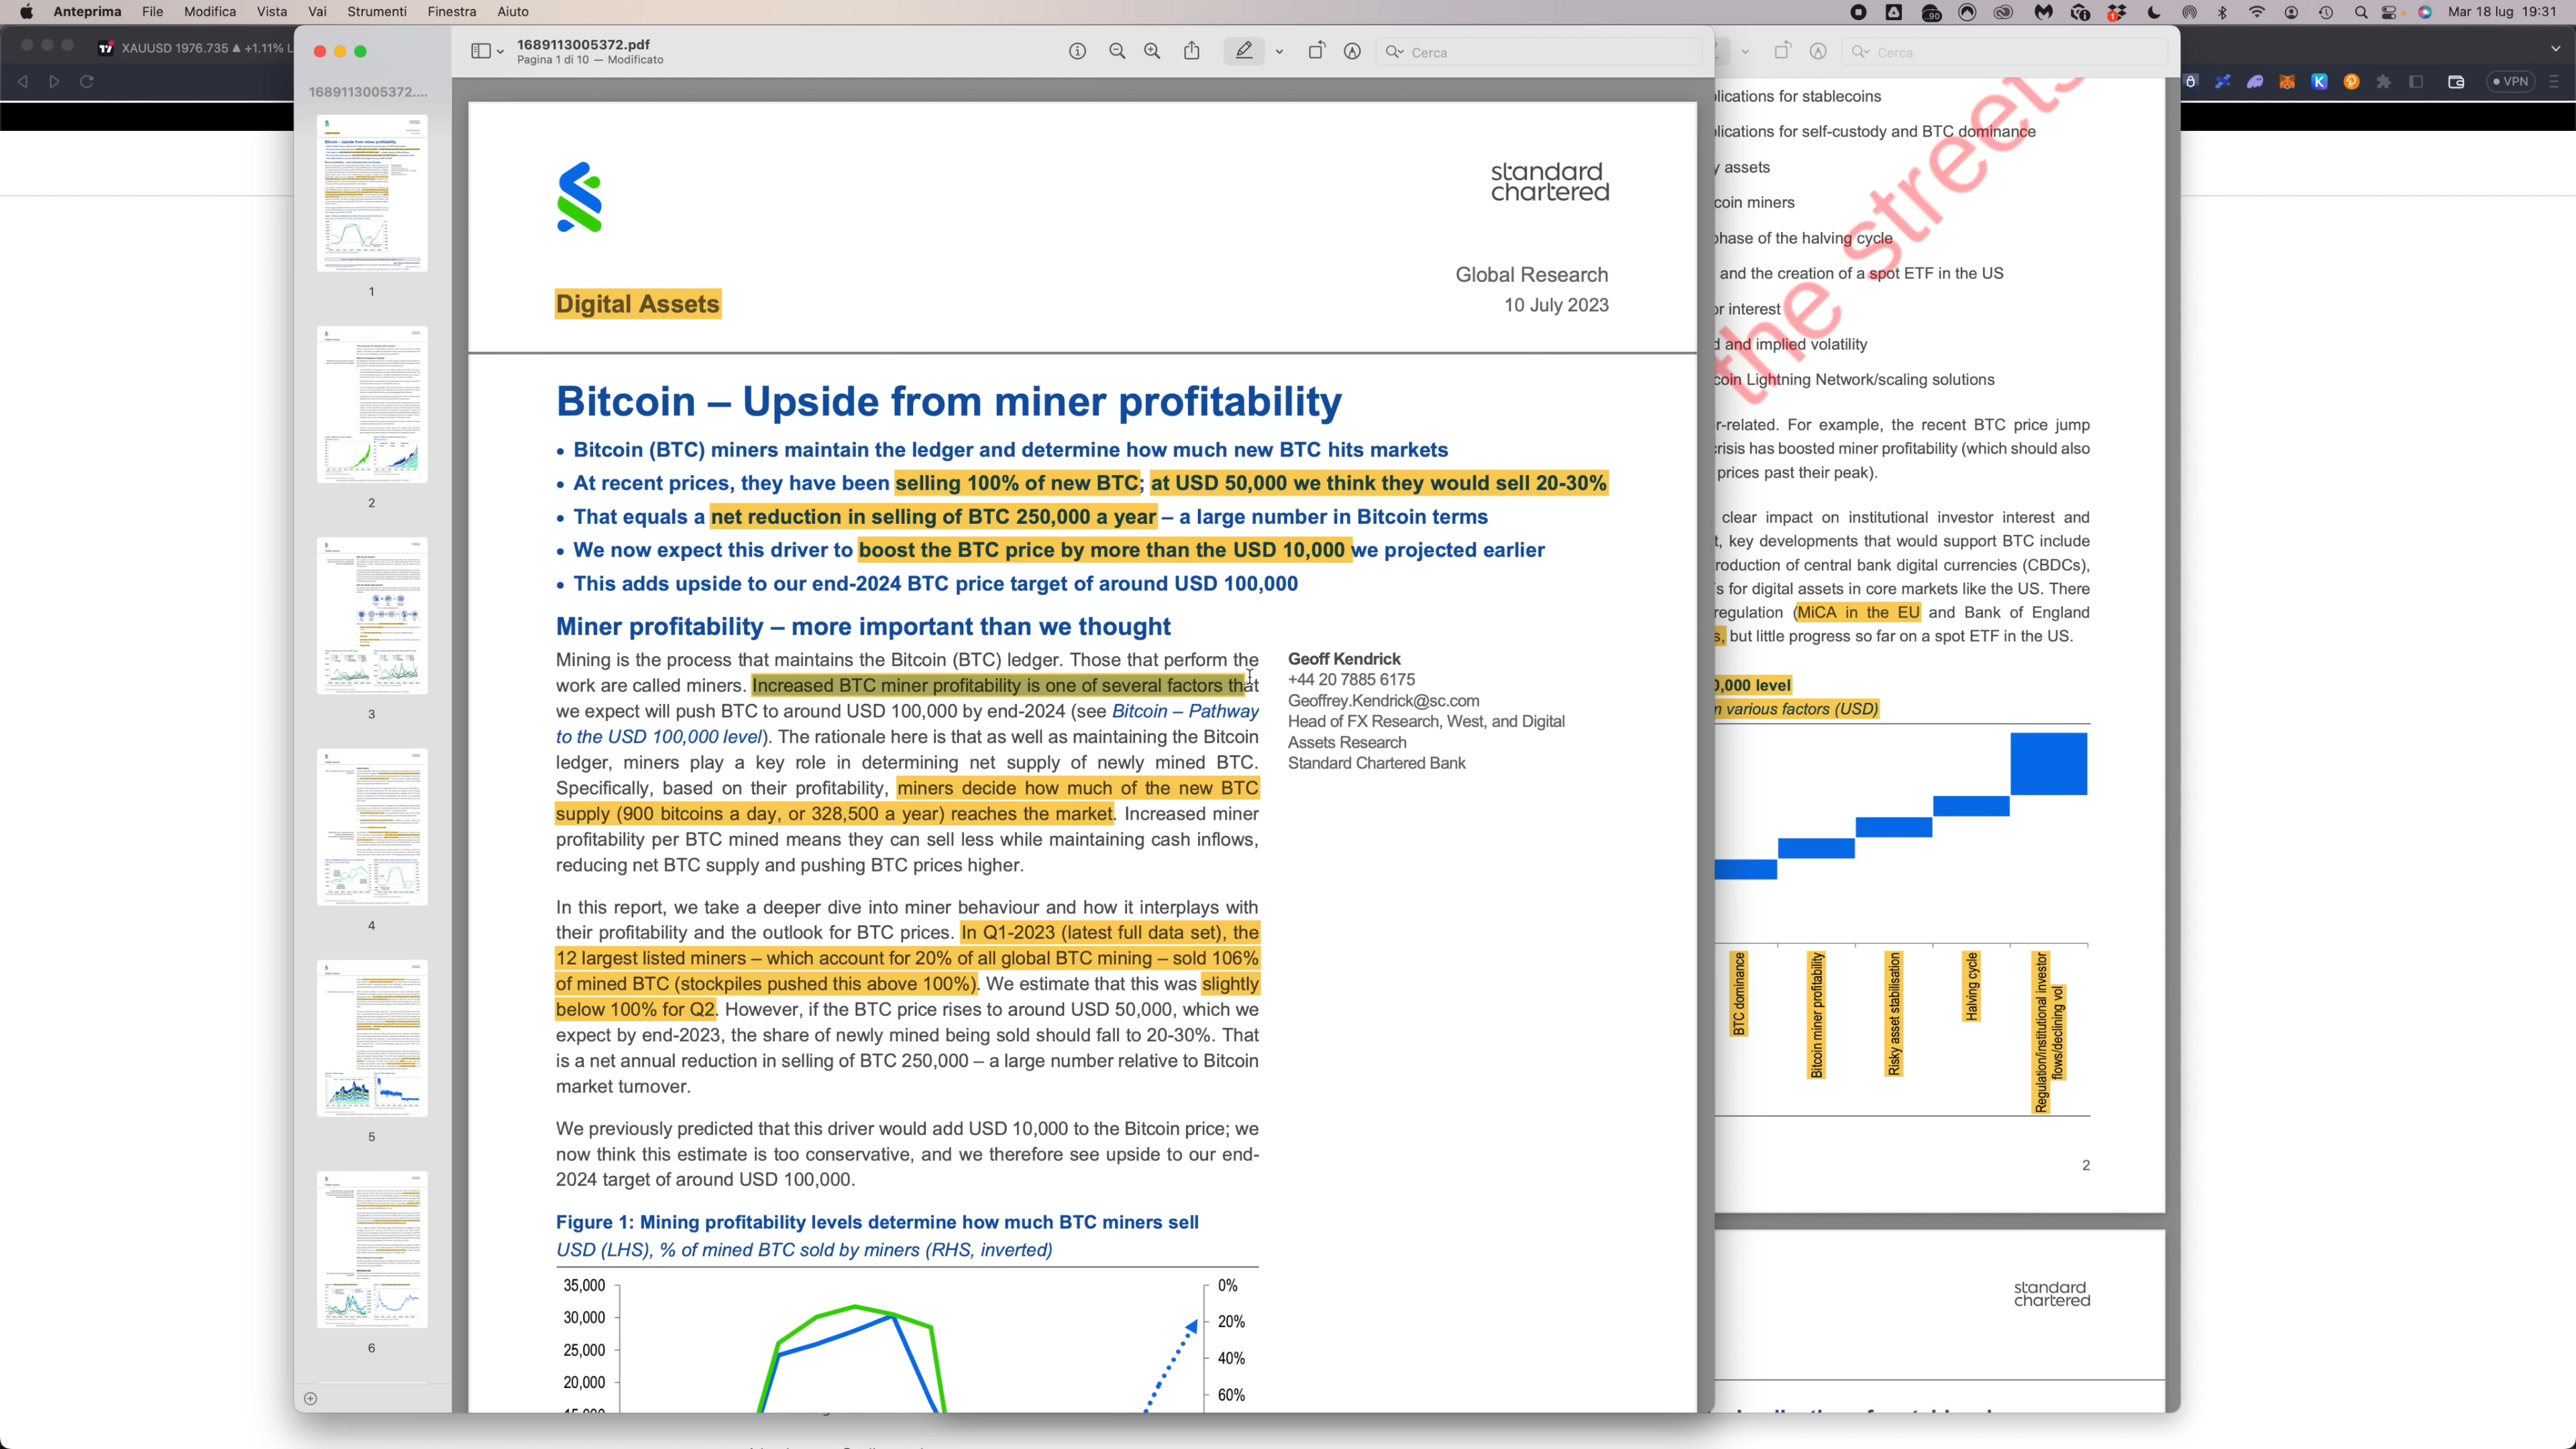 Anteprima File Modifica Vista Vai Strumenti Finestra Aiuto
Mar 18 lug 19:31
XAUUSD 1976.735 ▲ +1.11% L
1689113005372.pdf
Pagina 1 di 10 — Modificato
Cerca
Cerca
VPN
1689113005372....
1
2
3
4
5
6
standard
chartered
Global Research
Digital Assets
10 July 2023
Bitcoin – Upside from miner profitability
• Bitcoin (BTC) miners maintain the ledger and determine how much new BTC hits markets
• At recent prices, they have been selling 100% of new BTC; at USD 50,000 we think they would sell 20-30%
• That equals a net reduction in selling of BTC 250,000 a year – a large number in Bitcoin terms
• We now expect this driver to boost the BTC price by more than the USD 10,000 we projected earlier
• This adds upside to our end-2024 BTC price target of around USD 100,000
Miner profitability – more important than we thought
Mining is the process that maintains the Bitcoin (BTC) ledger. Those that perform the
work are called miners. Increased BTC miner profitability is one of several factors that
we expect will push BTC to around USD 100,000 by end-2024 (see Bitcoin – Pathway
to the USD 100,000 level). The rationale here is that as well as maintaining the Bitcoin
ledger, miners play a key role in determining net supply of newly mined BTC.
Specifically, based on their profitability, miners decide how much of the new BTC
supply (900 bitcoins a day, or 328,500 a year) reaches the market. Increased miner
profitability per BTC mined means they can sell less while maintaining cash inflows,
reducing net BTC supply and pushing BTC prices higher.
In this report, we take a deeper dive into miner behaviour and how it interplays with
their profitability and the outlook for BTC prices. In Q1-2023 (latest full data set), the
12 largest listed miners – which account for 20% of all global BTC mining – sold 106%
of mined BTC (stockpiles pushed this above 100%). We estimate that this was slightly
below 100% for Q2. However, if the BTC price rises to around USD 50,000, which we
expect by end-2023, the share of newly mined being sold should fall to 20-30%. That
is a net annual reduction in selling of BTC 250,000 – a large number relative to Bitcoin
market turnover.
We previously predicted that this driver would add USD 10,000 to the Bitcoin price; we
now think this estimate is too conservative, and we therefore see upside to our end-
2024 target of around USD 100,000.
Geoff Kendrick
+44 20 7885 6175
Geoffrey.Kendrick@sc.com
Head of FX Research, West, and Digital
Assets Research
Standard Chartered Bank
Figure 1: Mining profitability levels determine how much BTC miners sell
USD (LHS), % of mined BTC sold by miners (RHS, inverted)
35,000
30,000
25,000
20,000
15,000
0%
20%
40%
60%
lications for stablecoins
lications for self-custody and BTC dominance
y assets
coin miners
phase of the halving cycle
and the creation of a spot ETF in the US
or interest
d and implied volatility
coin Lightning Network/scaling solutions
the streets
r-related. For example, the recent BTC price jump
crisis has boosted miner profitability (which should also
prices past their peak).
clear impact on institutional investor interest and
t, key developments that would support BTC include
roduction of central bank digital currencies (CBDCs),
's for digital assets in core markets like the US. There
regulation (MiCA in the EU and Bank of England
s, but little progress so far on a spot ETF in the US.
0,000 level
n various factors (USD)
BTC dominance
Bitcoin miner profitability
Risky asset stabilisation
Halving cycle
Regulation/institutional investor
flows/declining vol
2
standard
chartered